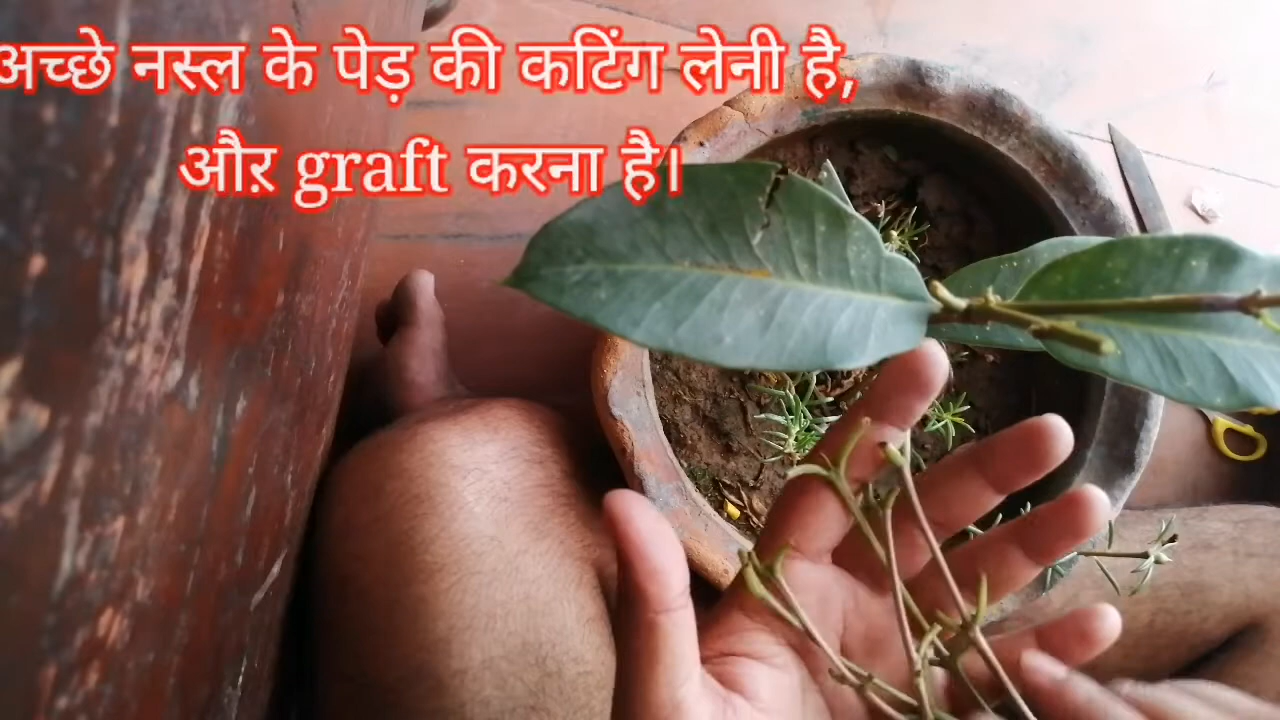 अच्छे नस्ल के पेड़ की कटिंग लेनी है,
और graft करना है।